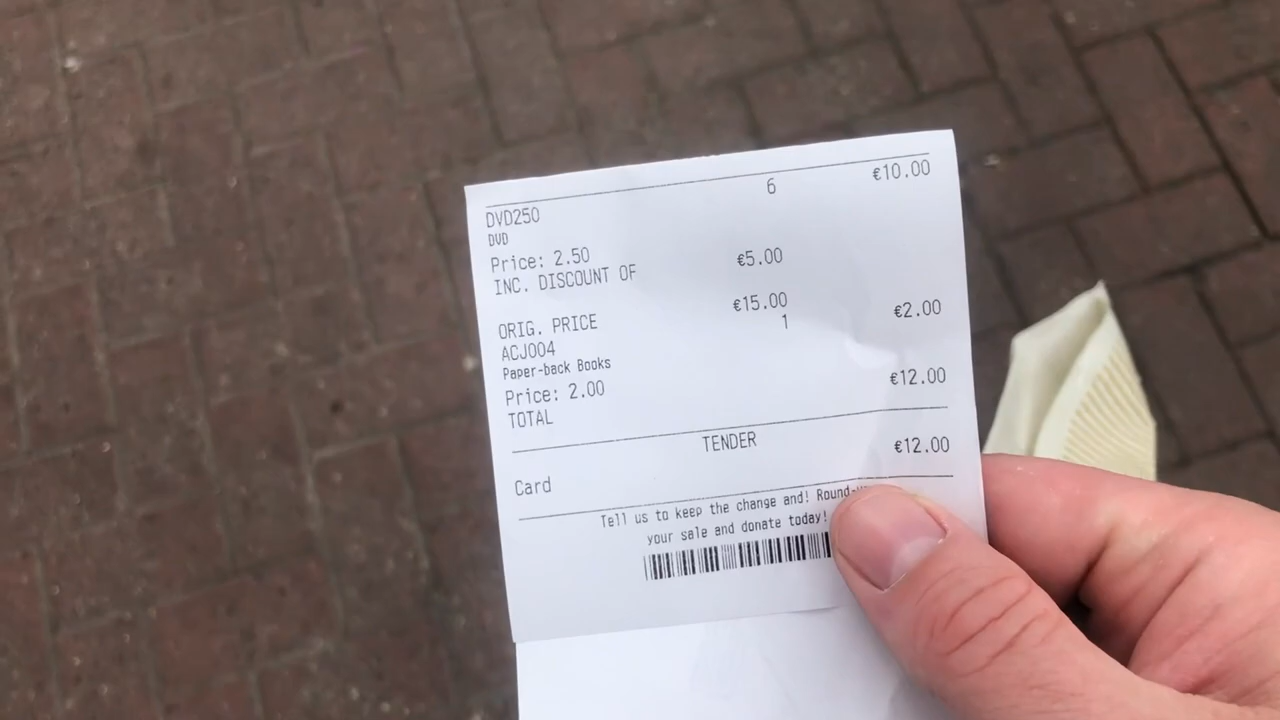 DVD250 6 €10.00
DVD
Price: 2.50
INC. DISCOUNT OF €5.00
ORIG. PRICE €15.00
ACJ004 1 €2.00
Paper-back Books
Price: 2.00
TOTAL €12.00
TENDER
Card €12.00
Tell us to keep the change and! Round-
your sale and donate today!